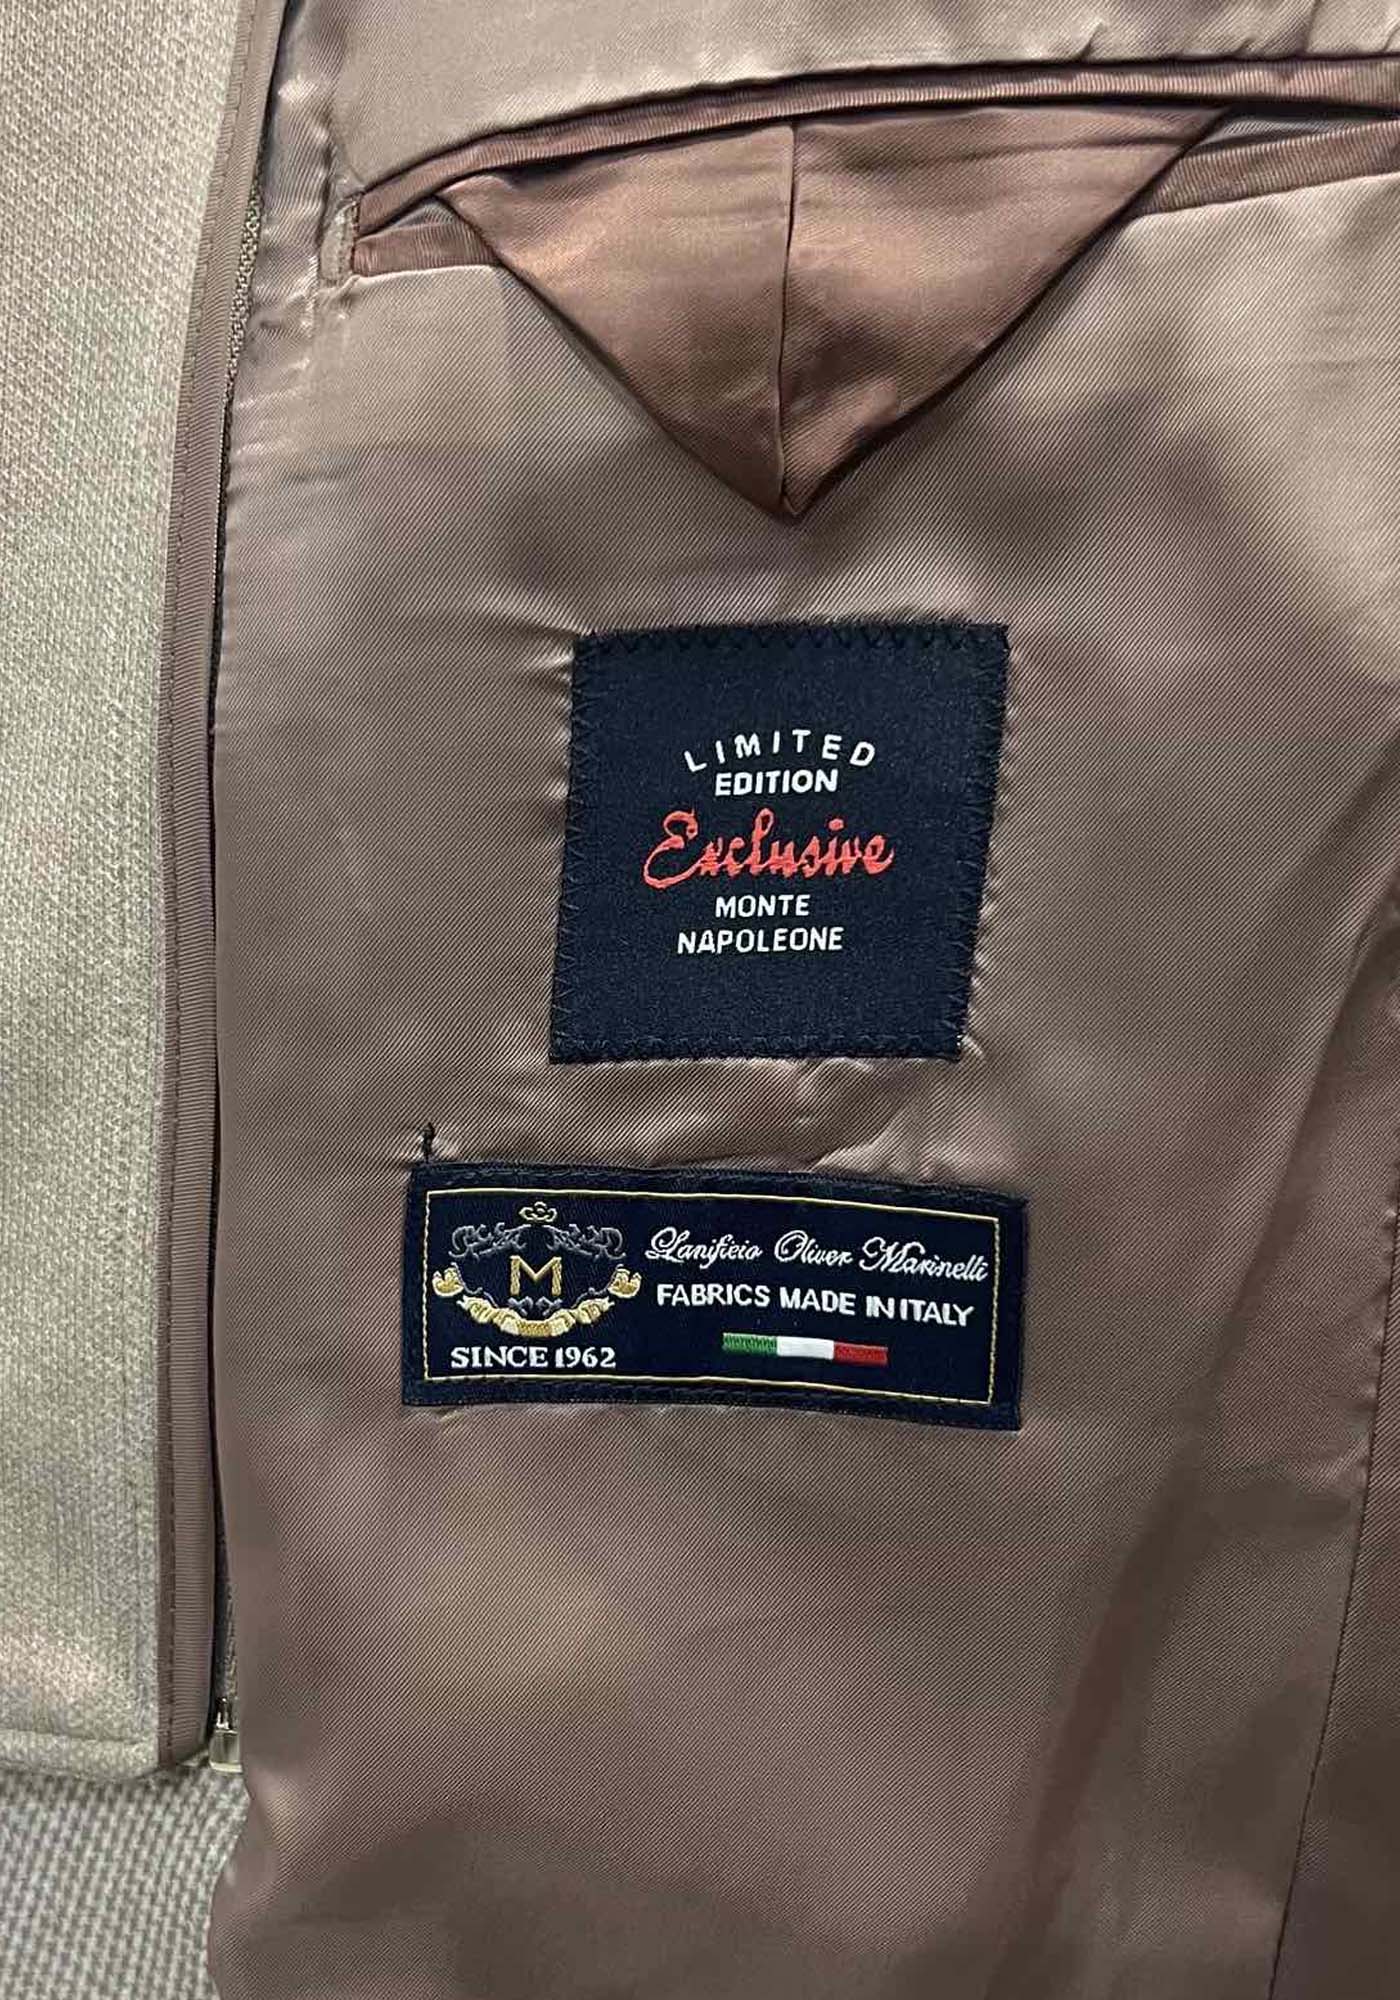 LIMITED
EDITION
Exclusive
MONTE
NAPOLEONE
M
SINCE 1962
Lanificio Oliver Marinelli
FABRICS MADE IN ITALY